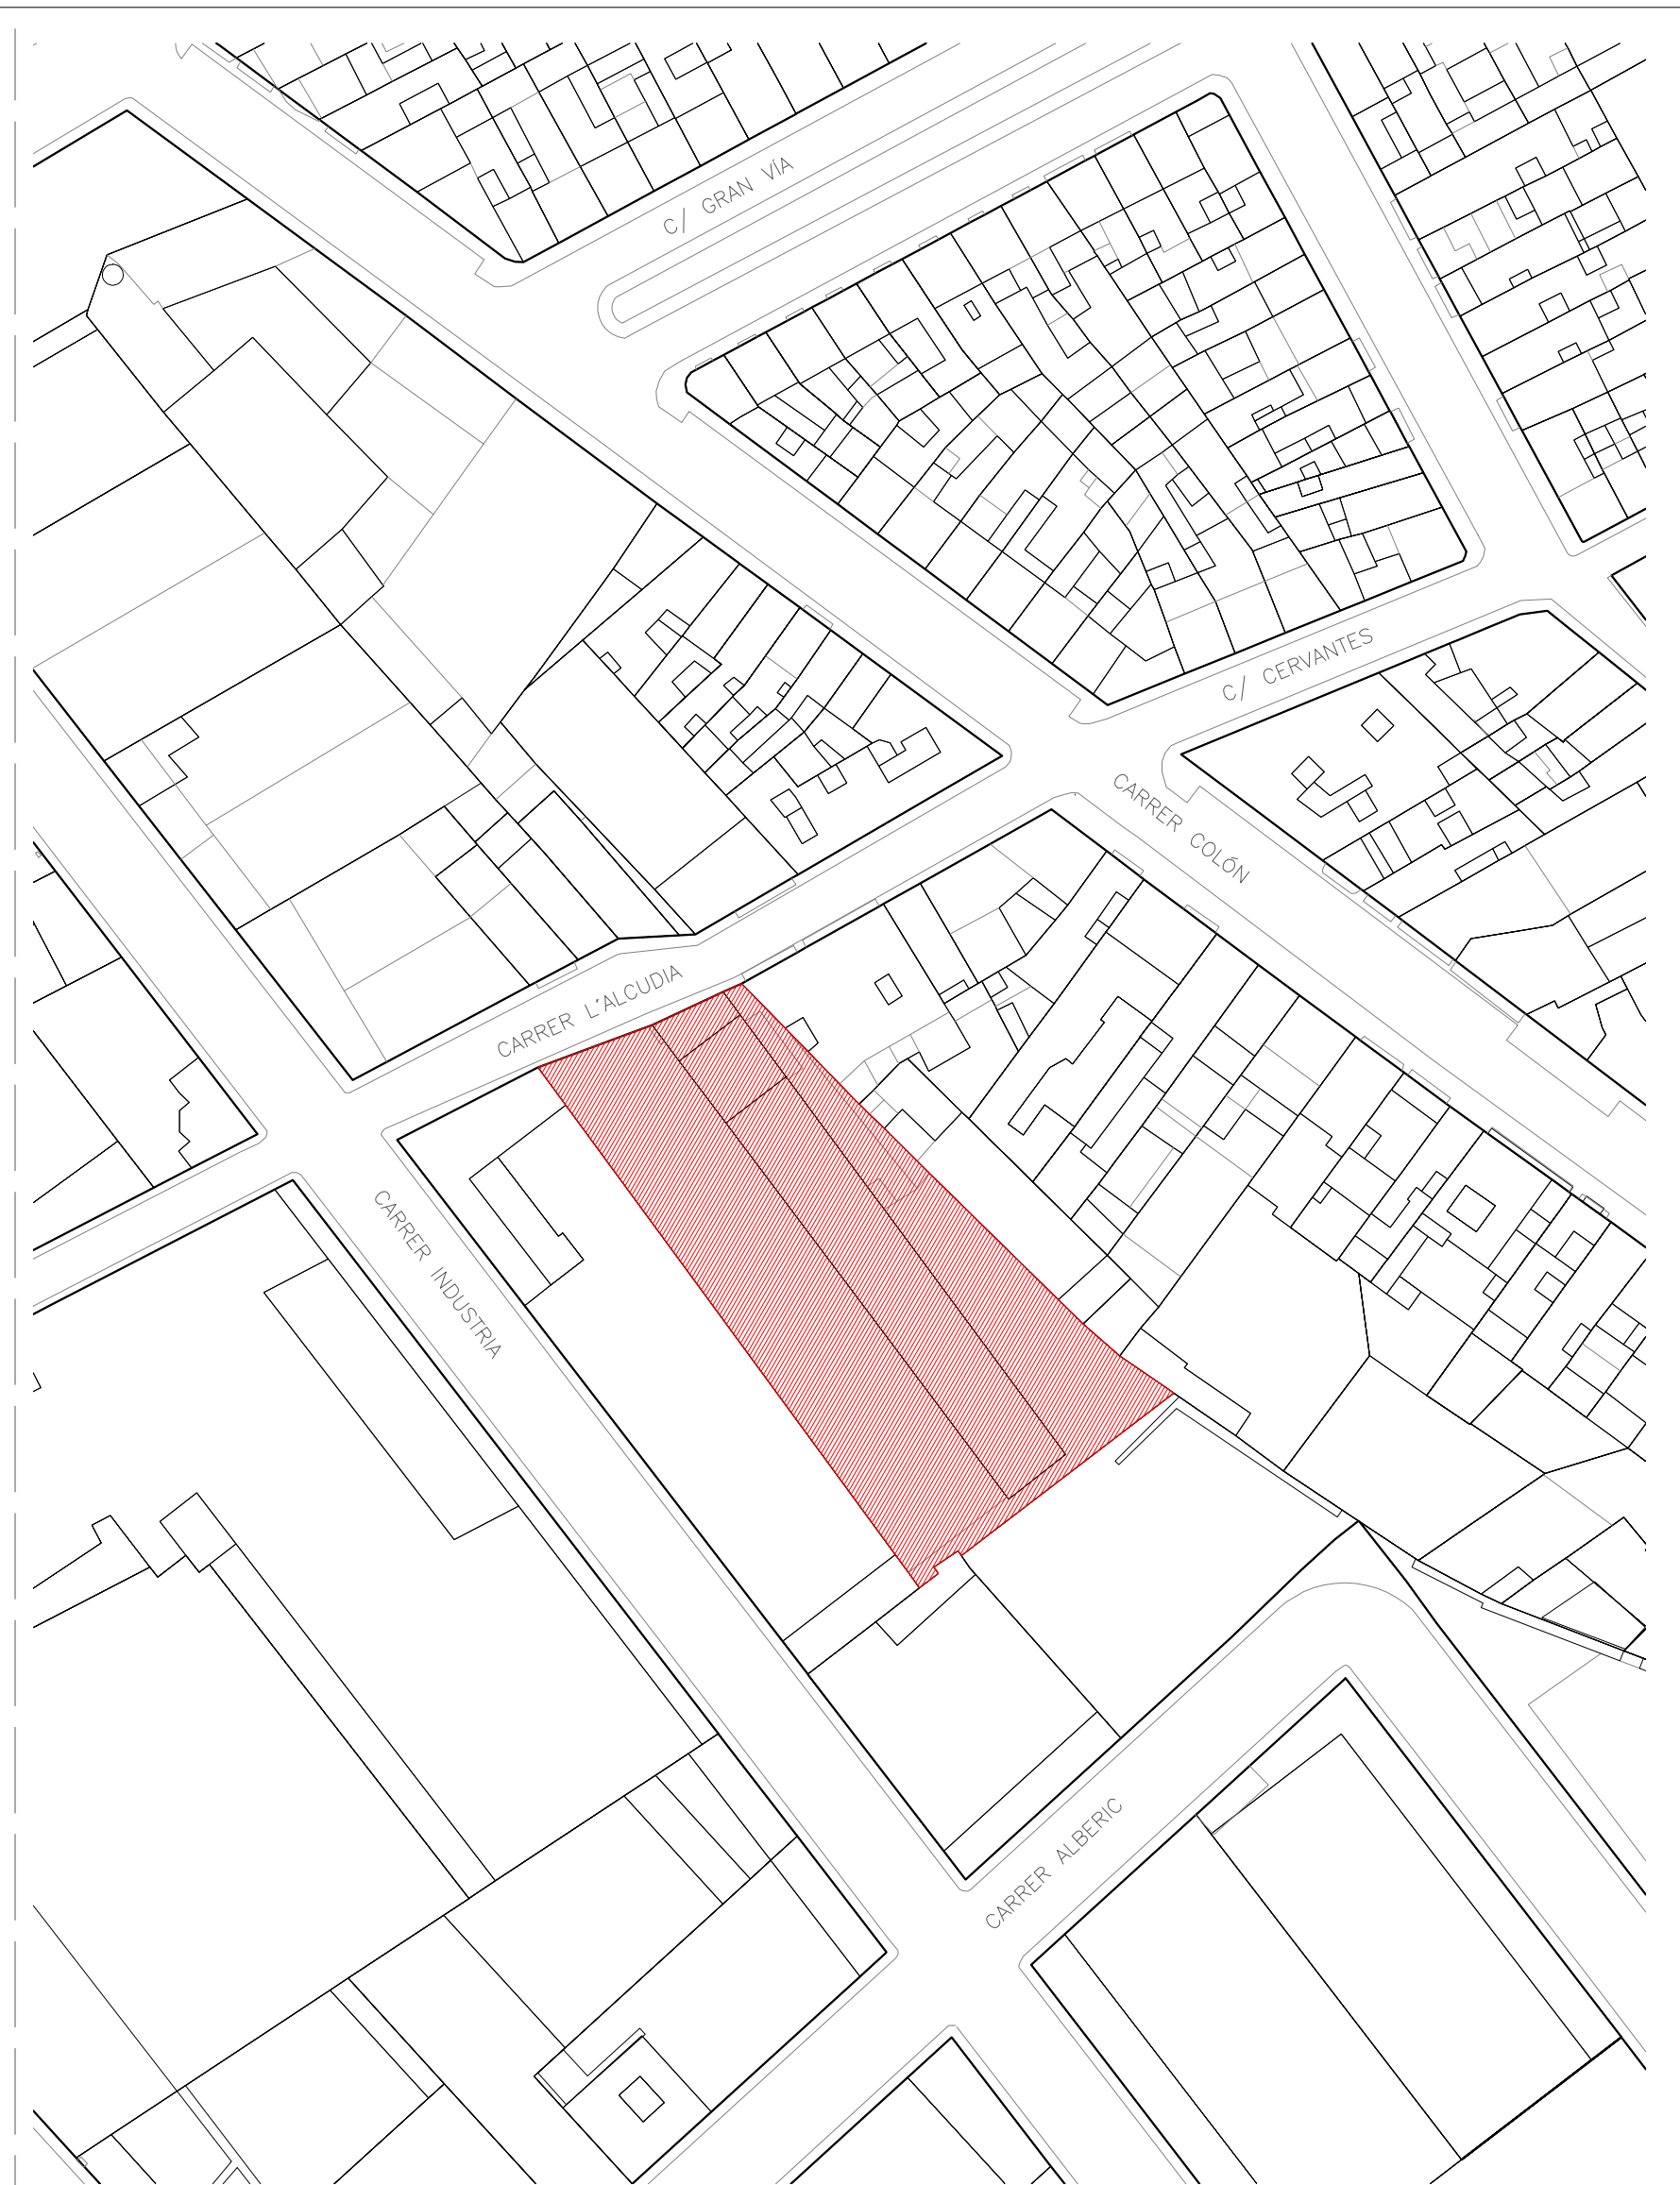 C/ GRAN VÍA
C/ CERVANTES
CARRER COLÓN
CARRER L'ALCUDIA
CARRER INDUSTRIA
CARRER ALBERIC